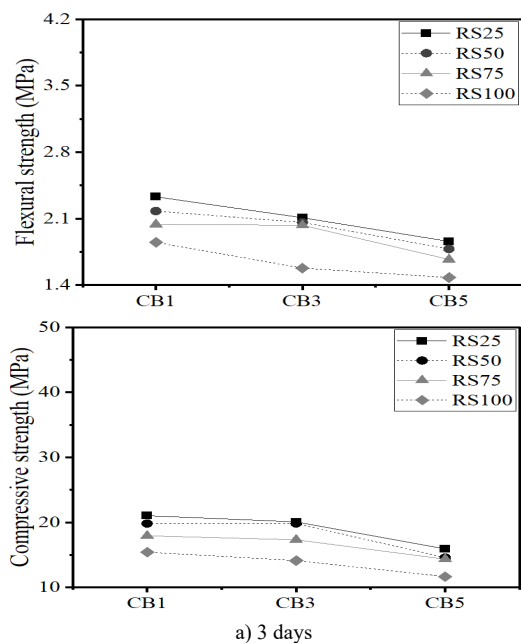 4.2
3.5
2.8
2.1
1.4
Flexural strength (MPa)
RS25
RS50
RS75
RS100
CB1 CB3 CB5
50
40
30
20
10
Compressive strength (MPa)
RS25
RS50
RS75
RS100
CB1 CB3 CB5
a) 3 days